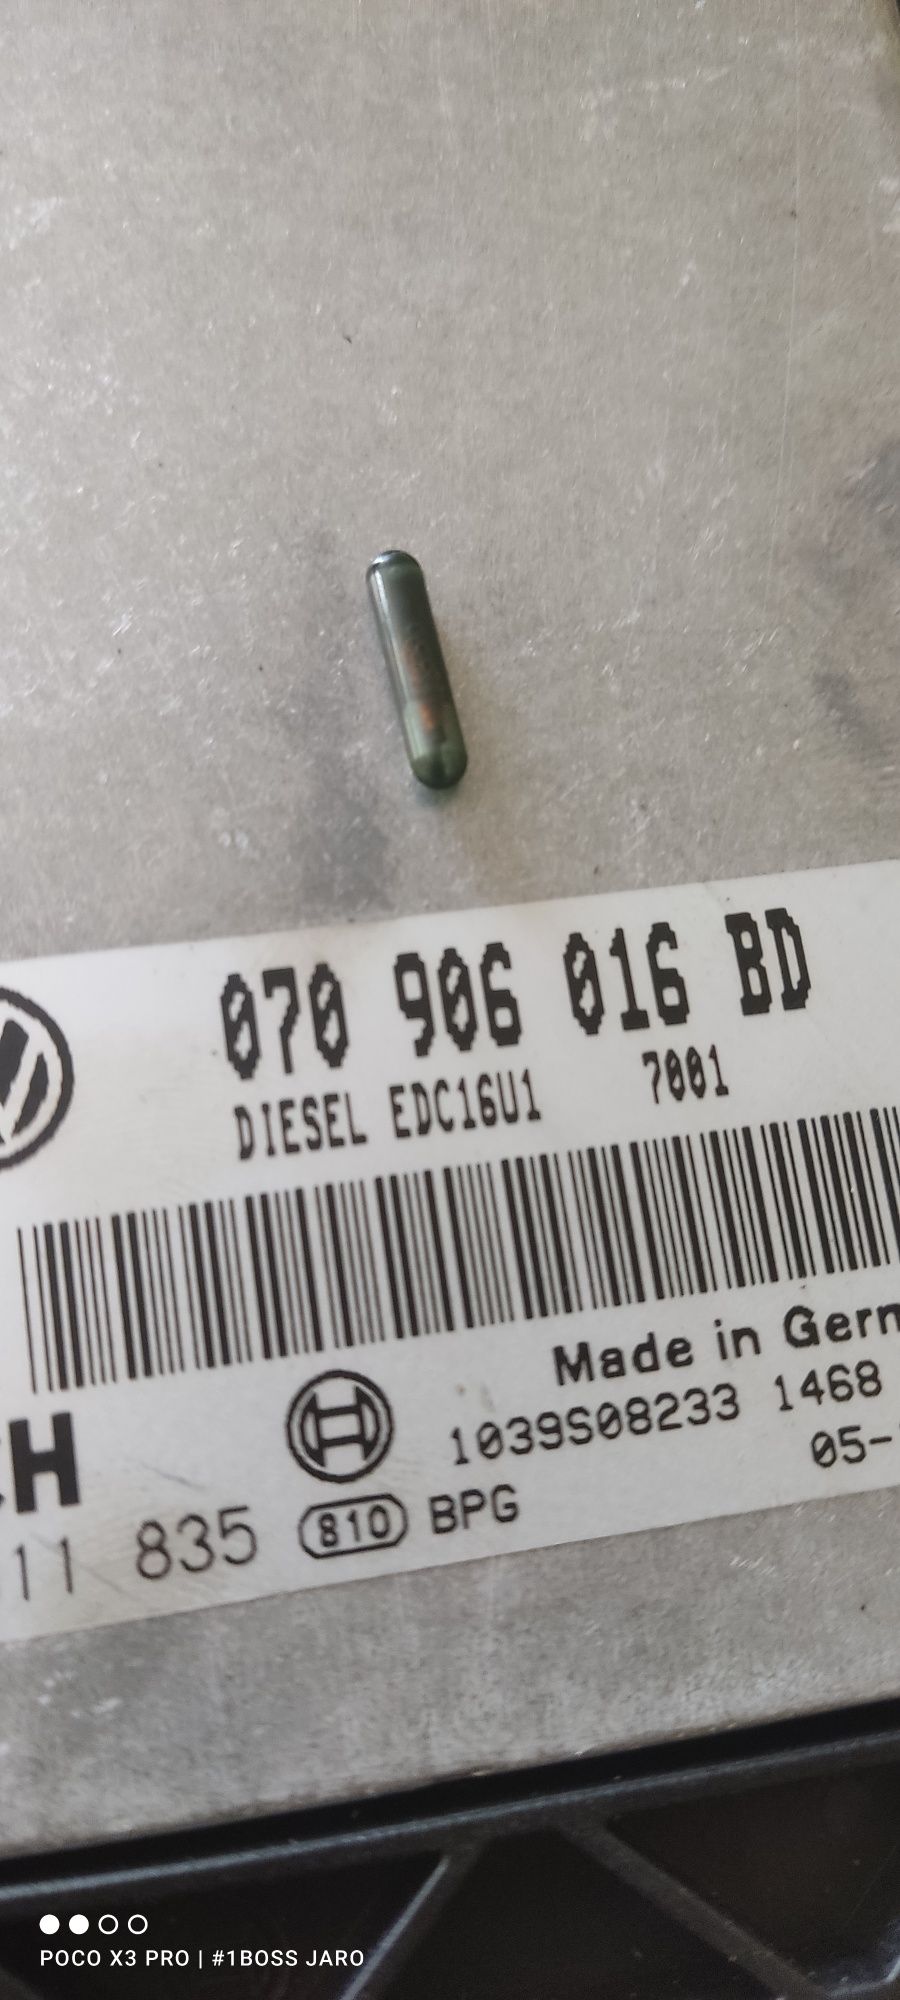 070 906 016 BD
DIESEL EDC16U1 7001
Made in Germ
CH
1039S08233 1468
05-
11 835 810 BPG
POCO X3 PRO | #1BOSS JARO